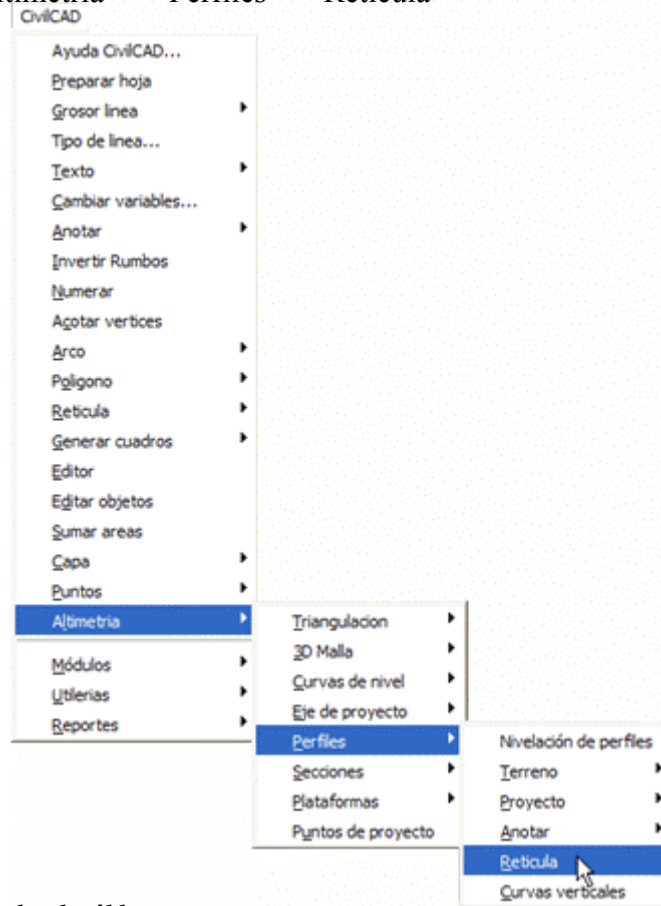 Perfiles
Reticula
CivilCAD
Ayuda CivilCAD...
Preparar hoja
Grosor linea
Tipo de linea...
Texto
Cambiar variables...
Anotar
Invertir Rumbos
Numerar
Acotar vertices
Arco
Poligono
Reticula
Generar cuadros
Editor
Editar objetos
Sumar areas
Capa
Puntos
Altimetria
Módulos
Utilerias
Reportes
Triangulacion
3D Malla
Curvas de nivel
Eje de proyecto
Perfiles
Secciones
Plataformas
Puntos de proyecto
Nivelación de perfiles
Terreno
Proyecto
Anotar
Reticula
Curvas verticales